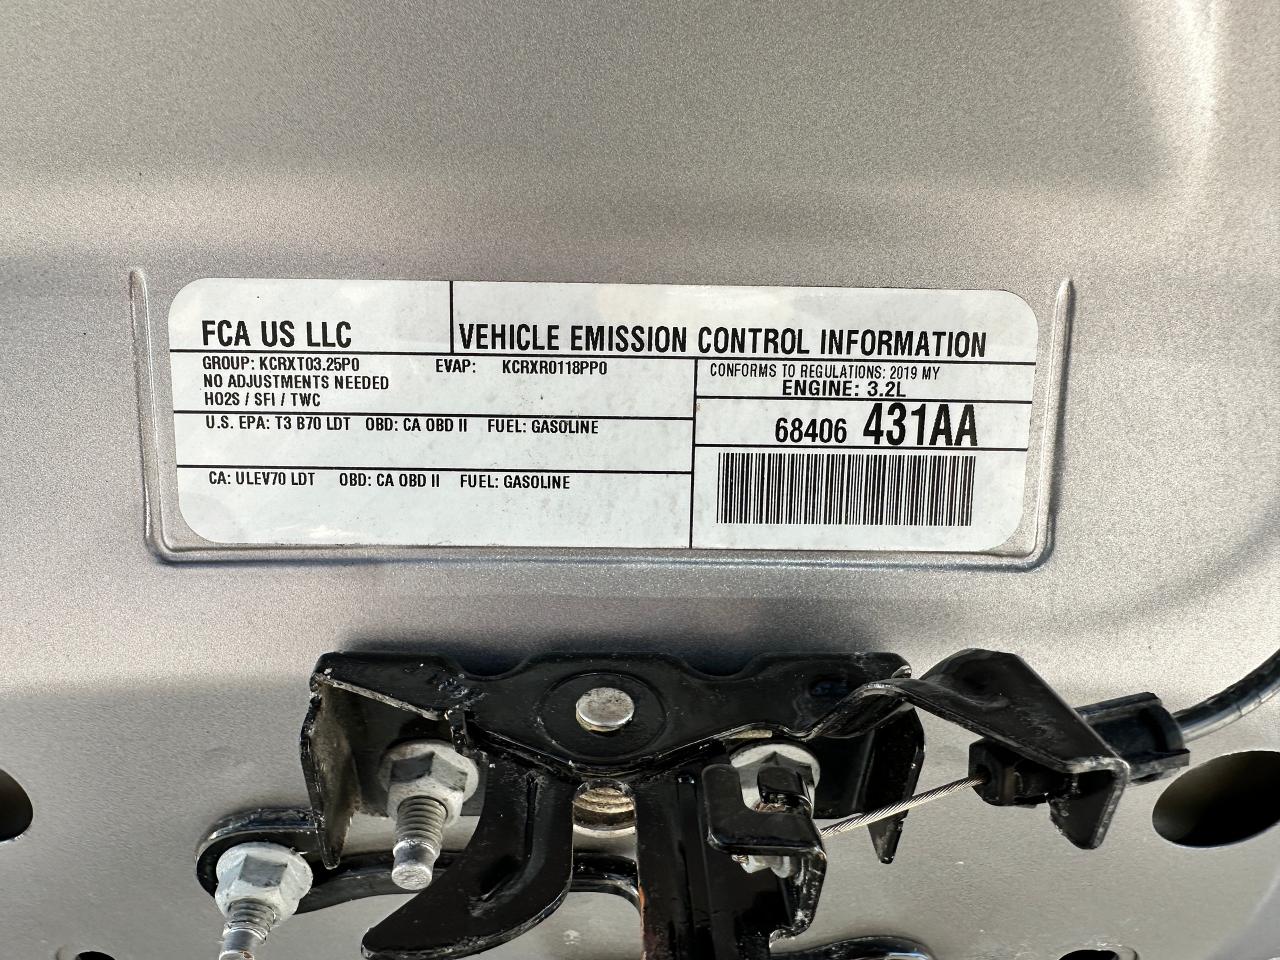 FCA US LLC
VEHICLE EMISSION CONTROL INFORMATION
GROUP: KCRXT03.25P0 EVAP: KCRXR0118PP0
NO ADJUSTMENTS NEEDED
HO2S / SFI / TWC
U.S. EPA: T3 B70 LDT OBD: CA OBD II FUEL: GASOLINE
CA: ULEV70 LDT OBD: CA OBD II FUEL: GASOLINE
CONFORMS TO REGULATIONS: 2019 MY
ENGINE: 3.2L
68406 431AA